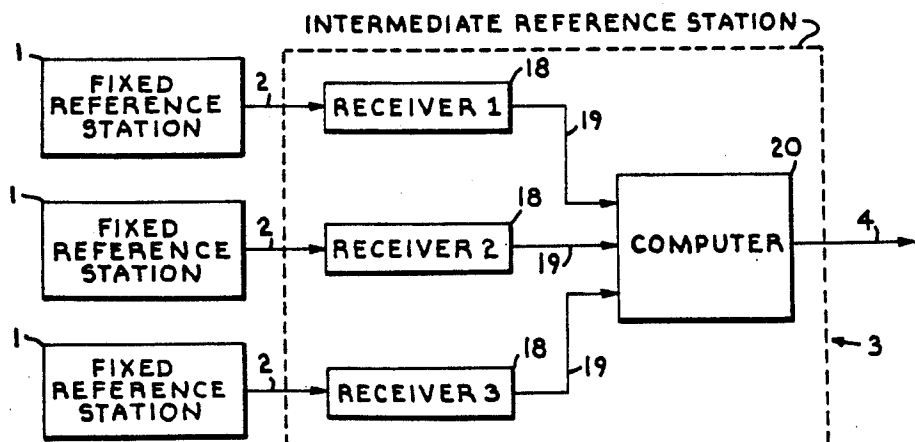 INTERMEDIATE REFERENCE STATION
1
FIXED
REFERENCE
STATION
2
RECEIVER 1
18
19
1
FIXED
REFERENCE
STATION
2
RECEIVER 2
18
19
COMPUTER
20
4
1
FIXED
REFERENCE
STATION
2
RECEIVER 3
18
19
3